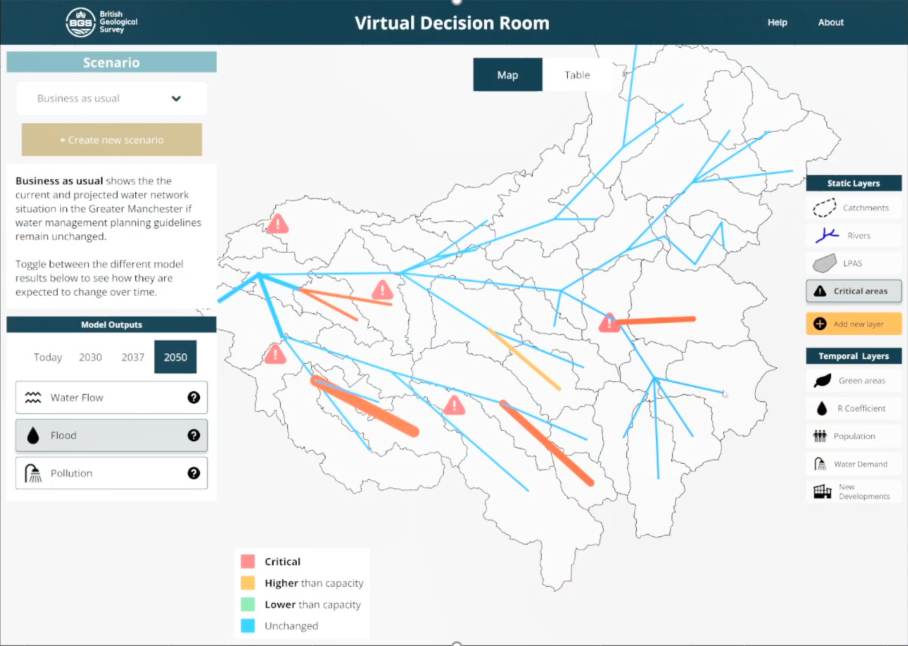 British
Geological
Survey
BGS
Virtual Decision Room
Help
About
Scenario
Business as usual
+ Create new scenario
Business as usual shows the the
current and projected water network
situation in the Greater Manchester if
water management planning guidelines
remain unchanged.
Toggle between the different model
results below to see how they are
expected to change over time.
Model Outputs
Today 2030 2037 2050
Water Flow ?
Flood ?
Pollution ?
Map
Table
Critical
Higher than capacity
Lower than capacity
Unchanged
Static Layers
Catchments
Rivers
LPAS
Critical areas
Add new layer
Temporal Layers
Green areas
R Coefficient
Population
Water Demand
New
Developments